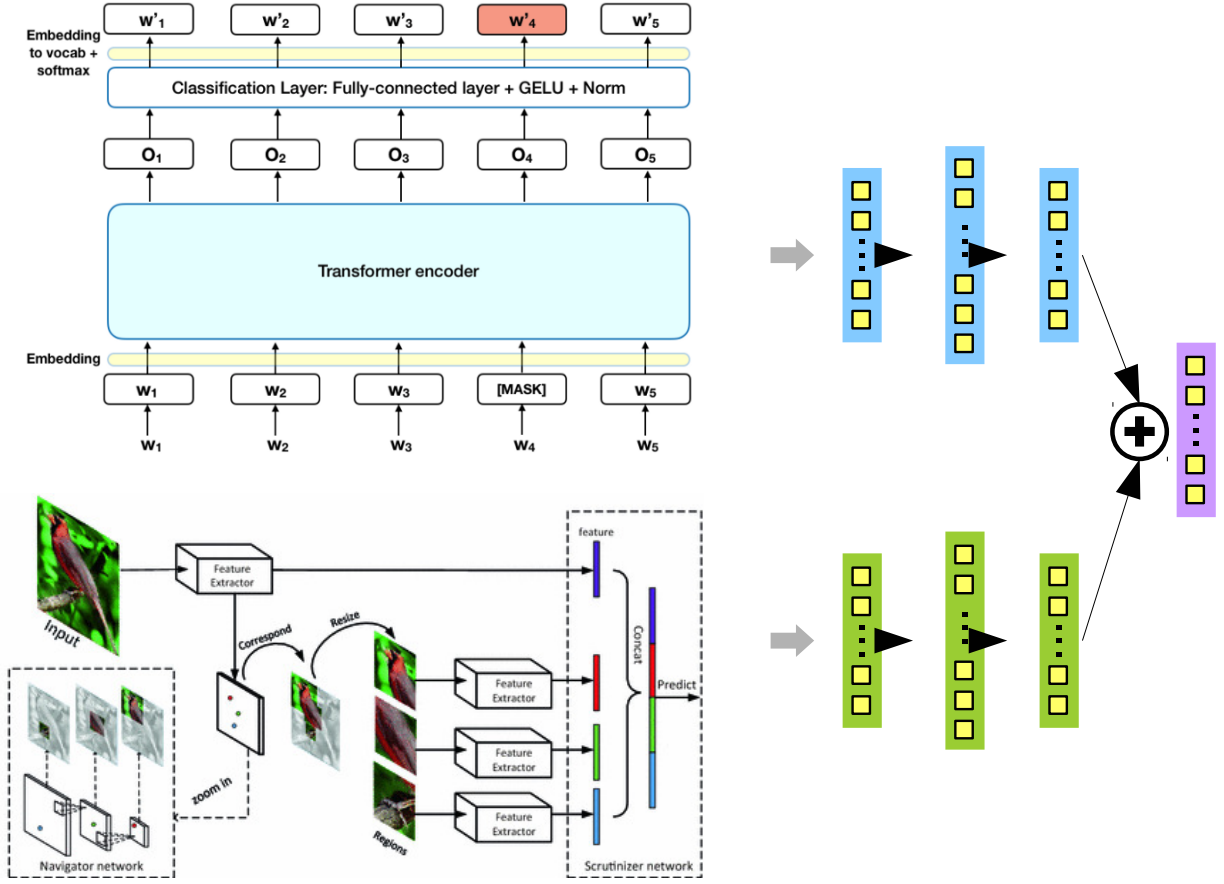 Embedding
to vocab +
softmax
w'₁ w'₂ w'₃ w'₄ w'₅
Classification Layer: Fully-connected layer + GELU + Norm
O₁ O₂ O₃ O₄ O₅
Transformer encoder
Embedding
W₁ W₂ W₃ [MASK] W₅
W₁ W₂ W₃ W₄ W₅
Input
Feature
Extractor
feature
Correspond
Resize
Feature
Extractor
Feature
Extractor
Feature
Extractor
Concat
Predict
zoom in
Regions
Navigator network
Scrutinizer network